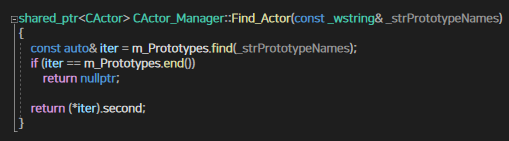 shared_ptr<CActor> CActor_Manager::Find_Actor(const _wstring& _strPrototypeNames)
{
const auto& iter = m_Prototypes.find(_strPrototypeNames);
if (iter == m_Prototypes.end())
return nullptr;
return (*iter).second;
}